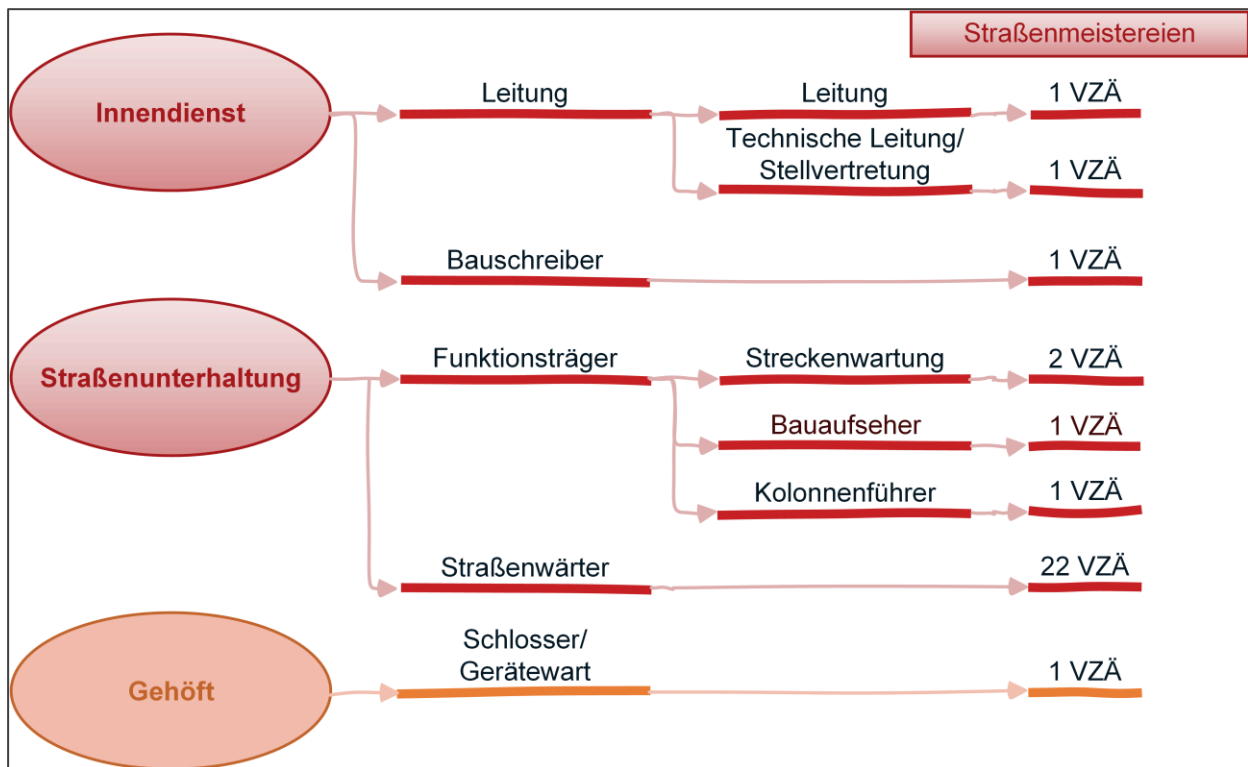 Straßenmeistereien
Innendienst
Leitung
Leitung
1 VZÄ
Technische Leitung/
Stellvertretung
1 VZÄ
Bauschreiber
1 VZÄ
Straßenunterhaltung
Funktionsträger
Streckenwartung
2 VZÄ
Bauaufseher
1 VZÄ
Kolonnenführer
1 VZÄ
Straßenwärter
22 VZÄ
Gehöft
Schlosser/
Gerätewart
1 VZÄ